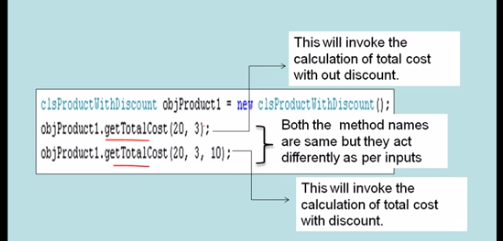 This will invoke the
calculation of total cost
with out discount.
clsProductWithDiscount objProduct1 = new clsProductWithDiscount();
objProduct1.getTotalCost(20, 3);
objProduct1.getTotalCost(20, 3, 10);
Both the method names
are same but they act
differently as per inputs
This will invoke the
calculation of total cost
with discount.